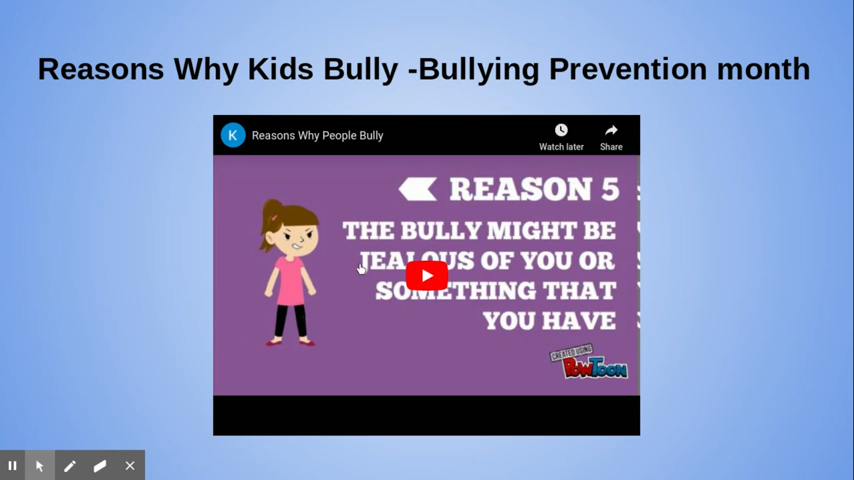 Reasons Why Kids Bully -Bullying Prevention month
K
Reasons Why People Bully
Watch later
Share
REASON 5
THE BULLY MIGHT BE
JEALOUS OF YOU OR
SOMETHING THAT
YOU HAVE
CREATED USING
POWTOON